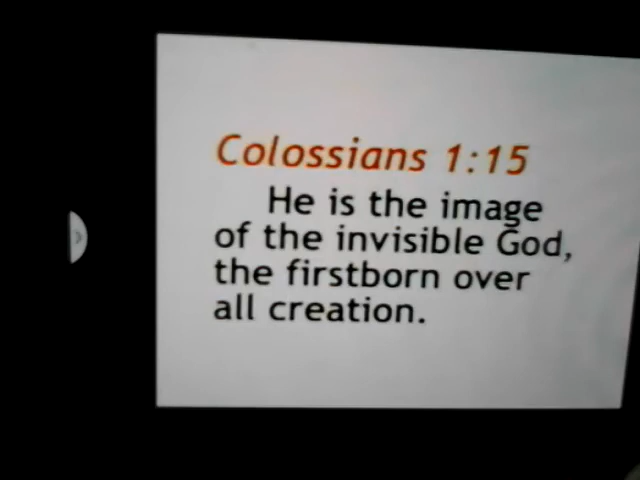 Colossians 1:15
He is the image
of the invisible God,
the firstborn over
all creation.